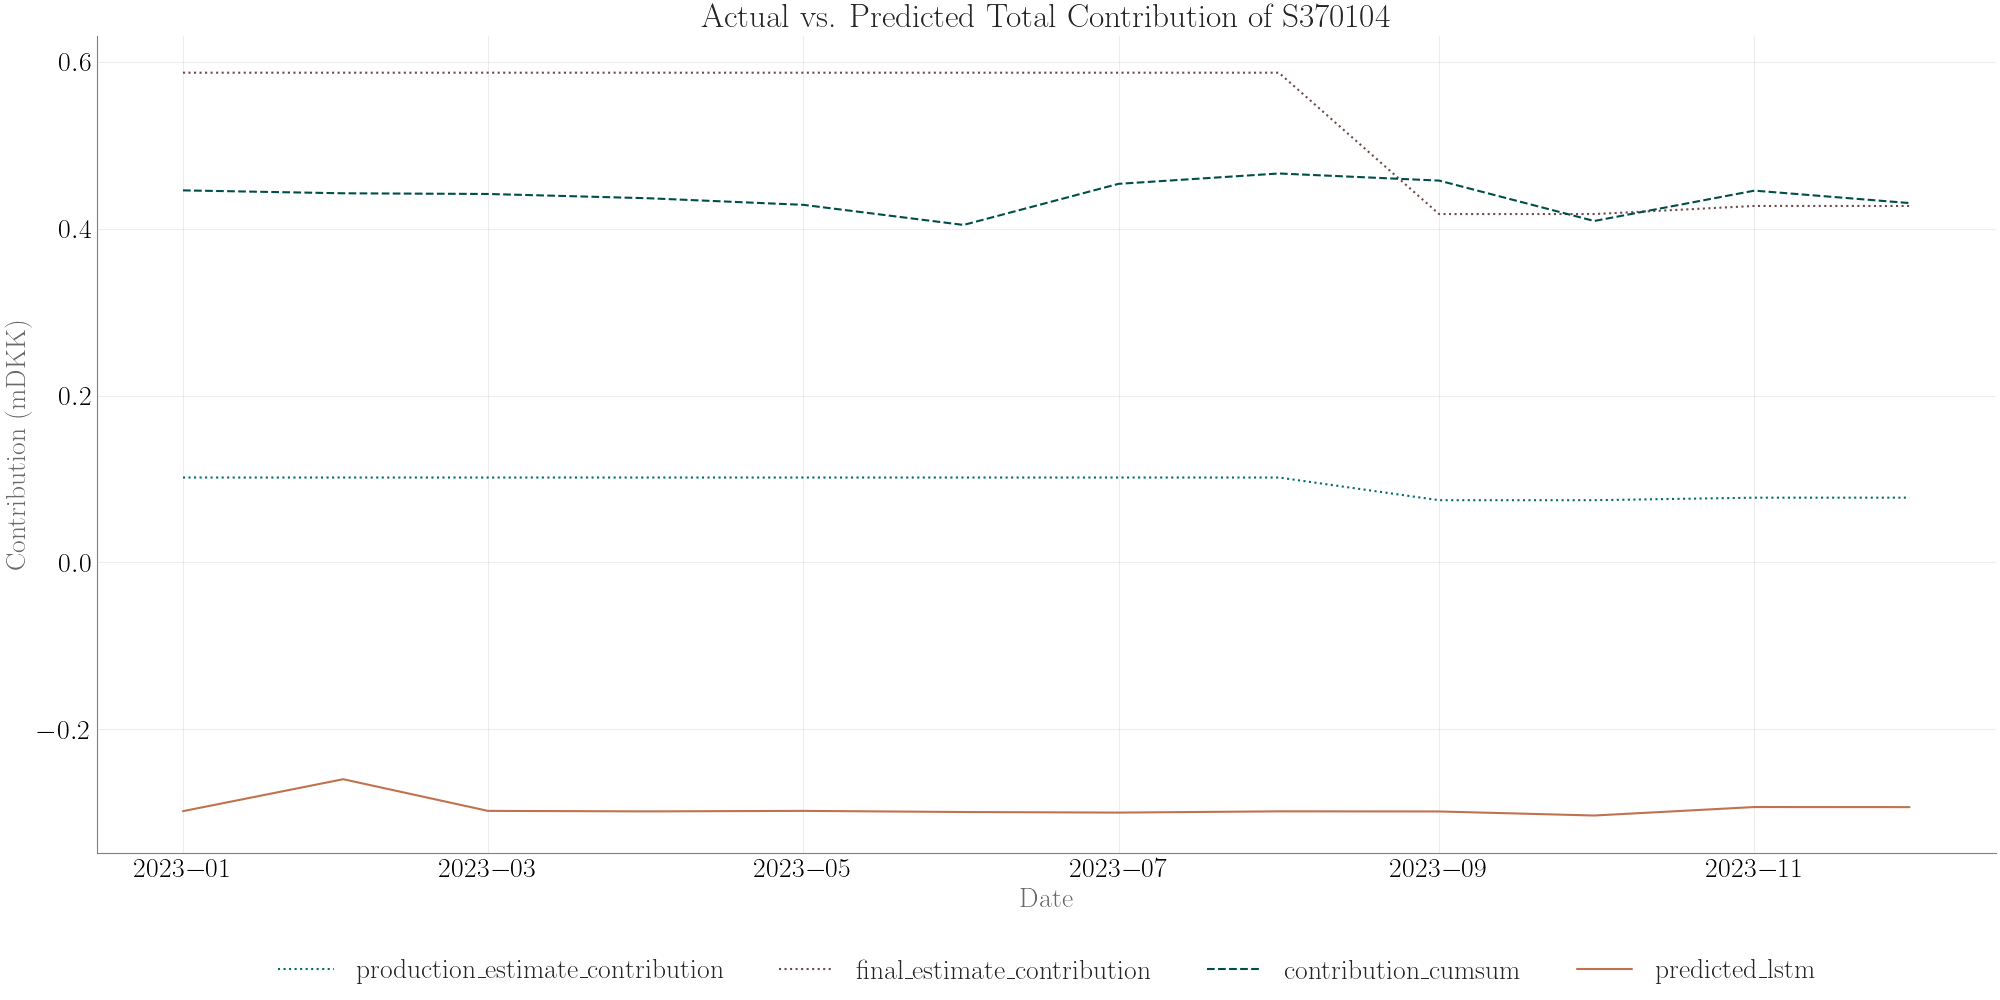 Actual vs. Predicted Total Contribution of S370104
Contribution (mDKK)
0.6
0.4
0.2
0.0
−0.2
2023−01 2023−03 2023−05 2023−07 2023−09 2023−11
Date
production_estimate_contribution final_estimate_contribution contribution_cumsum predicted_lstm